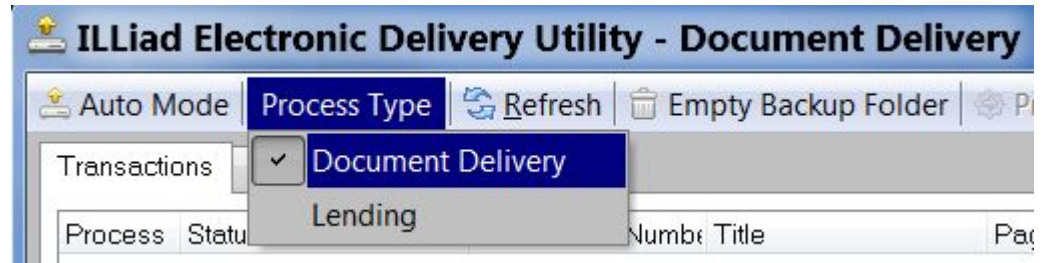 ILLiad Electronic Delivery Utility - Document Delivery
Auto Mode Process Type Refresh Empty Backup Folder
Transactions Document Delivery
Lending
Process Title